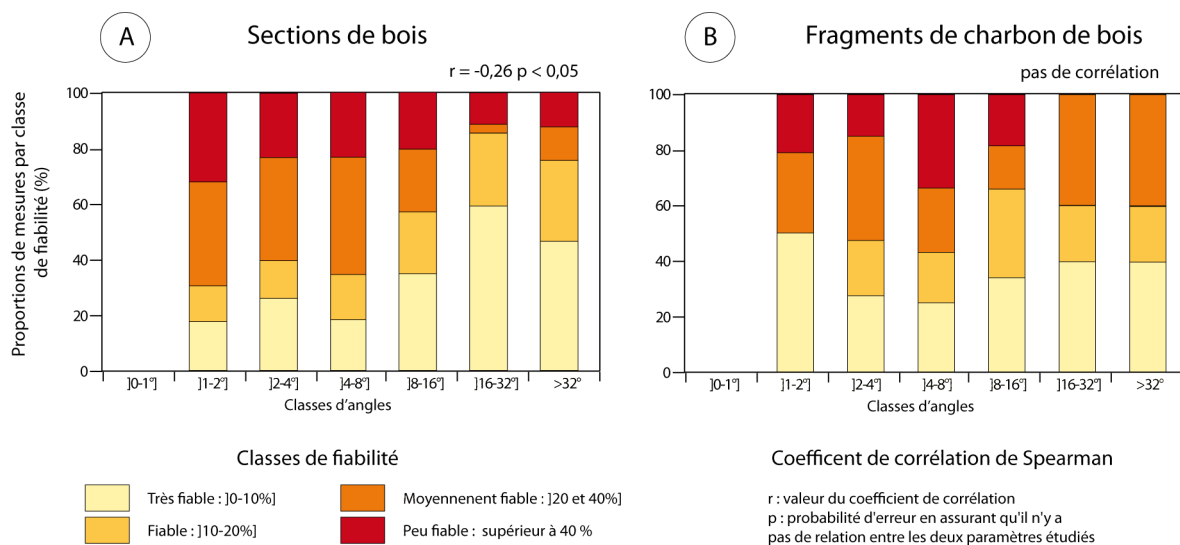 A
Sections de bois
r = -0,26 p < 0,05
Proportions de mesures par classe
de fiabilité (%)
100
80
60
40
20
0
]0-1°]
]1-2°]
]2-4°]
]4-8°]
]8-16°]
]16-32°]
>32°
Classes d'angles
B
Fragments de charbon de bois
pas de corrélation
100
80
60
40
20
0
]0-1°]
]1-2°]
]2-4°]
]4-8°]
]8-16°]
]16-32°]
>32°
Classes d'angles
Classes de fiabilité
Très fiable : ]0-10%]
Fiable : ]10-20%]
Moyennenent fiable : ]20 et 40%]
Peu fiable : supérieur à 40 %
Coefficent de corrélation de Spearman
r : valeur du coefficient de corrélation
p : probabilité d'erreur en assurant qu'il n'y a
pas de relation entre les deux paramètres étudiés